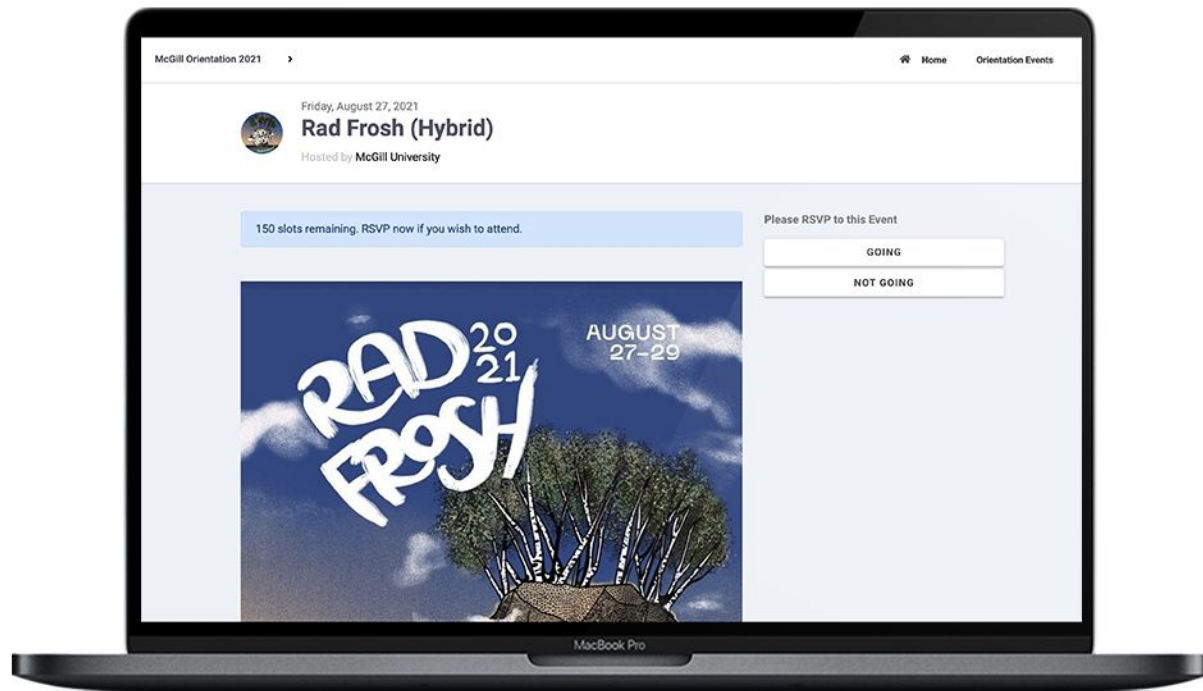 McGill Orientation 2021 >
Home
Orientation Events
Friday, August 27, 2021
Rad Frosh (Hybrid)
Hosted by McGill University
150 slots remaining. RSVP now if you wish to attend.
Please RSVP to this Event
GOING
NOT GOING
RAD
FROSH
20
21
AUGUST
27-29
MacBook Pro